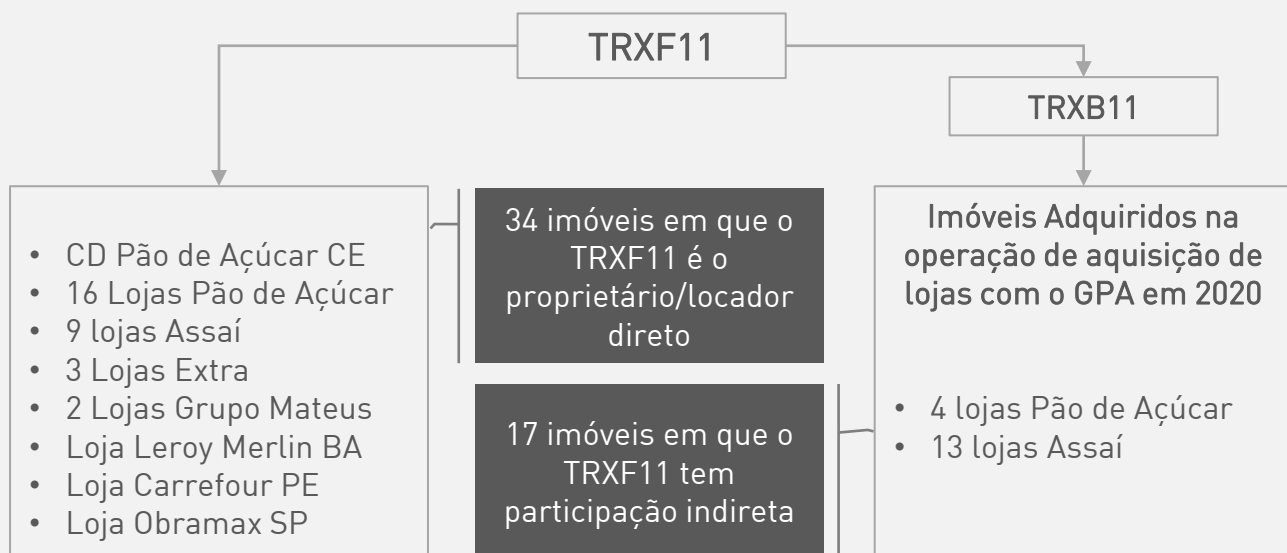 TRXF11
TRXB11
• CD Pão de Açúcar CE
• 16 Lojas Pão de Açúcar
• 9 lojas Assaí
• 3 Lojas Extra
• 2 Lojas Grupo Mateus
• Loja Leroy Merlin BA
• Loja Carrefour PE
• Loja Obramax SP
34 imóveis em que o
TRXF11 é o
proprietário/locador
direto
17 imóveis em que o
TRXF11 tem
participação indireta
Imóveis Adquiridos na
operação de aquisição de
lojas com o GPA em 2020
• 4 lojas Pão de Açúcar
• 13 lojas Assaí